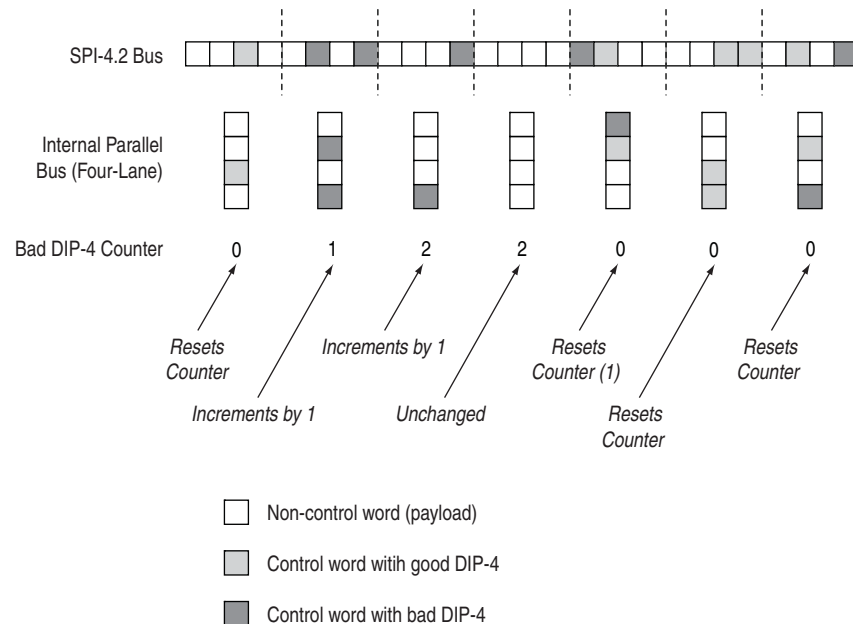 SPI-4.2 Bus
Internal Parallel
Bus (Four-Lane)
Bad DIP-4 Counter
0 1 2 2 0 0 0
Resets
Counter
Increments by 1
Resets
Counter (1)
Resets
Counter
Increments by 1
Unchanged
Resets
Counter
Non-control word (payload)
Control word witih good DIP-4
Control word with bad DIP-4